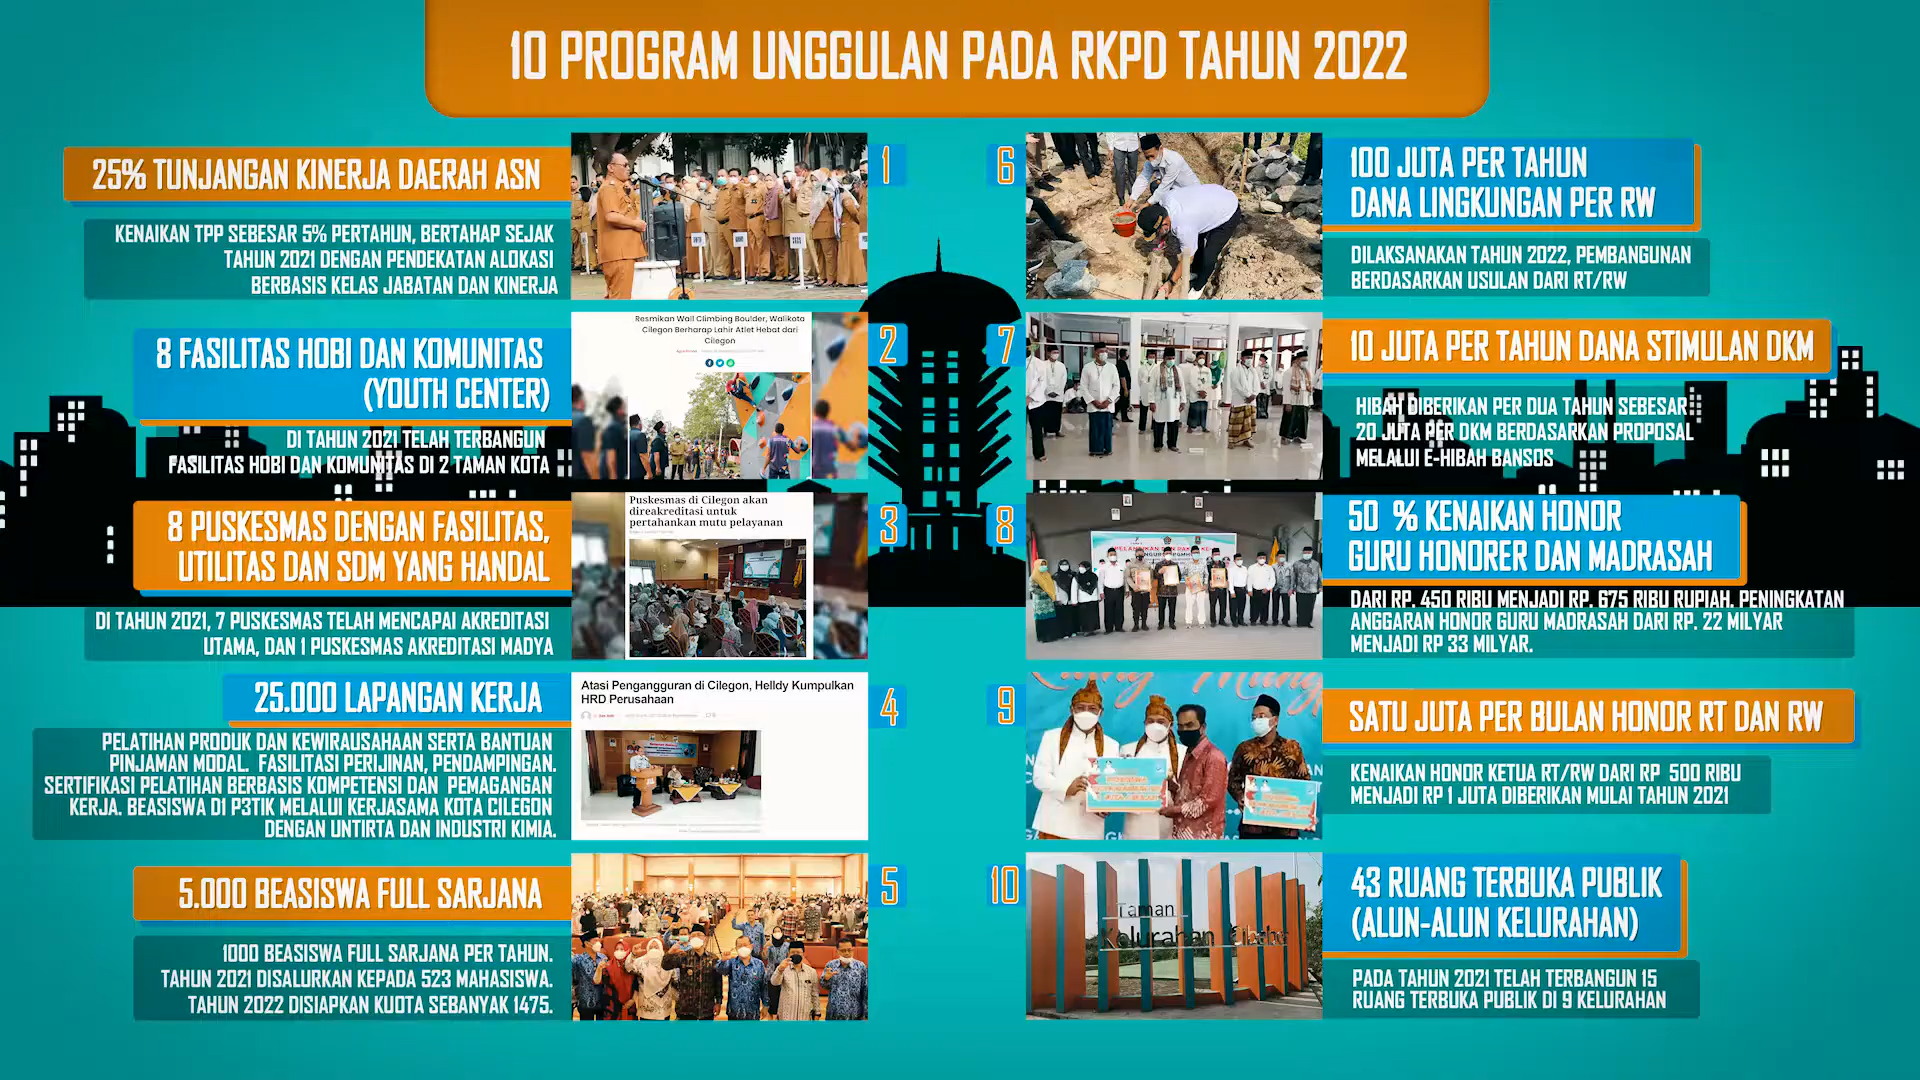 10 PROGRAM UNGGULAN PADA RKPD TAHUN 2022
1
25% TUNJANGAN KINERJA DAERAH ASN
KENAIKAN TPP SEBESAR 5% PERTAHUN, BERTAHAP SEJAK
TAHUN 2021 DENGAN PENDEKATAN ALOKASI
BERBASIS KELAS JABATAN DAN KINERJA
2
8 FASILITAS HOBI DAN KOMUNITAS
(YOUTH CENTER)
DI TAHUN 2021 TELAH TERBANGUN
FASILITAS HOBI DAN KOMUNITAS DI 2 TAMAN KOTA
Resmikan Wall Climbing Boulder, Walikota
Cilegon Berharap Lahir Atlet Hebat dari
Cilegon
3
8 PUSKESMAS DENGAN FASILITAS,
UTILITAS DAN SDM YANG HANDAL
DI TAHUN 2021, 7 PUSKESMAS TELAH MENCAPAI AKREDITASI
UTAMA, DAN 1 PUSKESMAS AKREDITASI MADYA
Puskesmas di Cilegon akan
direakreditasi untuk
pertahankan mutu pelayanan
4
25.000 LAPANGAN KERJA
PELATIHAN PRODUK DAN KEWIRAUSAHAAN SERTA BANTUAN
PINJAMAN MODAL. FASILITASI PERIJINAN, PENDAMPINGAN.
SERTIFIKASI PELATIHAN BERBASIS KOMPETENSI DAN PEMAGANGAN
KERJA. BEASISWA D1 P3TIK MELALUI KERJASAMA KOTA CILEGON
DENGAN UNTIRTA DAN INDUSTRI KIMIA.
Atasi Pengangguran di Cilegon, Helldy Kumpulkan
HRD Perusahaan
5
5.000 BEASISWA FULL SARJANA
1000 BEASISWA FULL SARJANA PER TAHUN.
TAHUN 2021 DISALURKAN KEPADA 523 MAHASISWA.
TAHUN 2022 DISIAPKAN KUOTA SEBANYAK 1475.
6
100 JUTA PER TAHUN
DANA LINGKUNGAN PER RW
DILAKSANAKAN TAHUN 2022, PEMBANGUNAN
BERDASARKAN USULAN DARI RT/RW
7
10 JUTA PER TAHUN DANA STIMULAN DKM
HIBAH DIBERIKAN PER DUA TAHUN SEBESAR
20 JUTA PER DKM BERDASARKAN PROPOSAL
MELALUI E-HIBAH BANSOS
8
50 % KENAIKAN HONOR
GURU HONORER DAN MADRASAH
DARI RP. 450 RIBU MENJADI RP. 675 RIBU RUPIAH. PENINGKATAN
ANGGARAN HONOR GURU MADRASAH DARI RP. 22 MILYAR
MENJADI RP 33 MILYAR.
9
SATU JUTA PER BULAN HONOR RT DAN RW
KENAIKAN HONOR KETUA RT/RW DARI RP 500 RIBU
MENJADI RP 1 JUTA DIBERIKAN MULAI TAHUN 2021
10
43 RUANG TERBUKA PUBLIK
(ALUN-ALUN KELURAHAN)
PADA TAHUN 2021 TELAH TERBANGUN 15
RUANG TERBUKA PUBLIK DI 9 KELURAHAN
Taman
Kelurahan